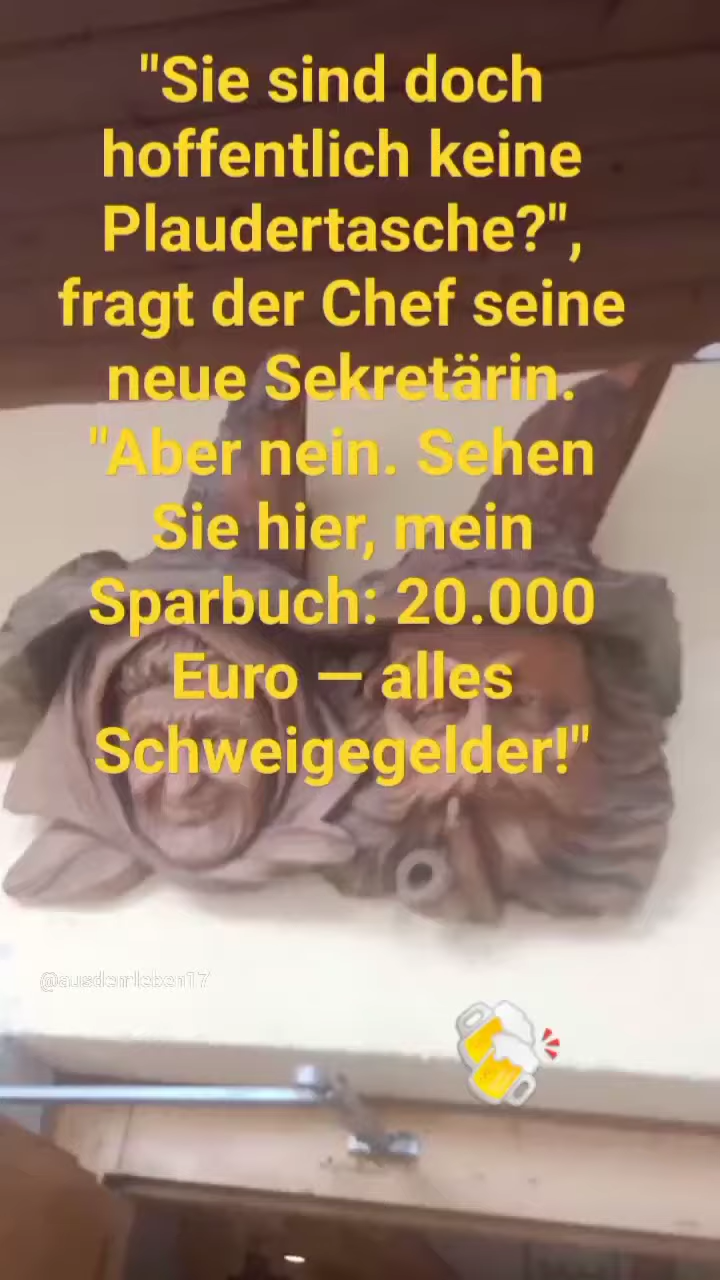 "Sie sind doch
hoffentlich keine
Plaudertasche?",
fragt der Chef seine
neue Sekretärin.
"Aber nein. Sehen
Sie hier, mein
Sparbuch: 20.000
Euro — alles
Schweigegelder!"
@ausdemleben17